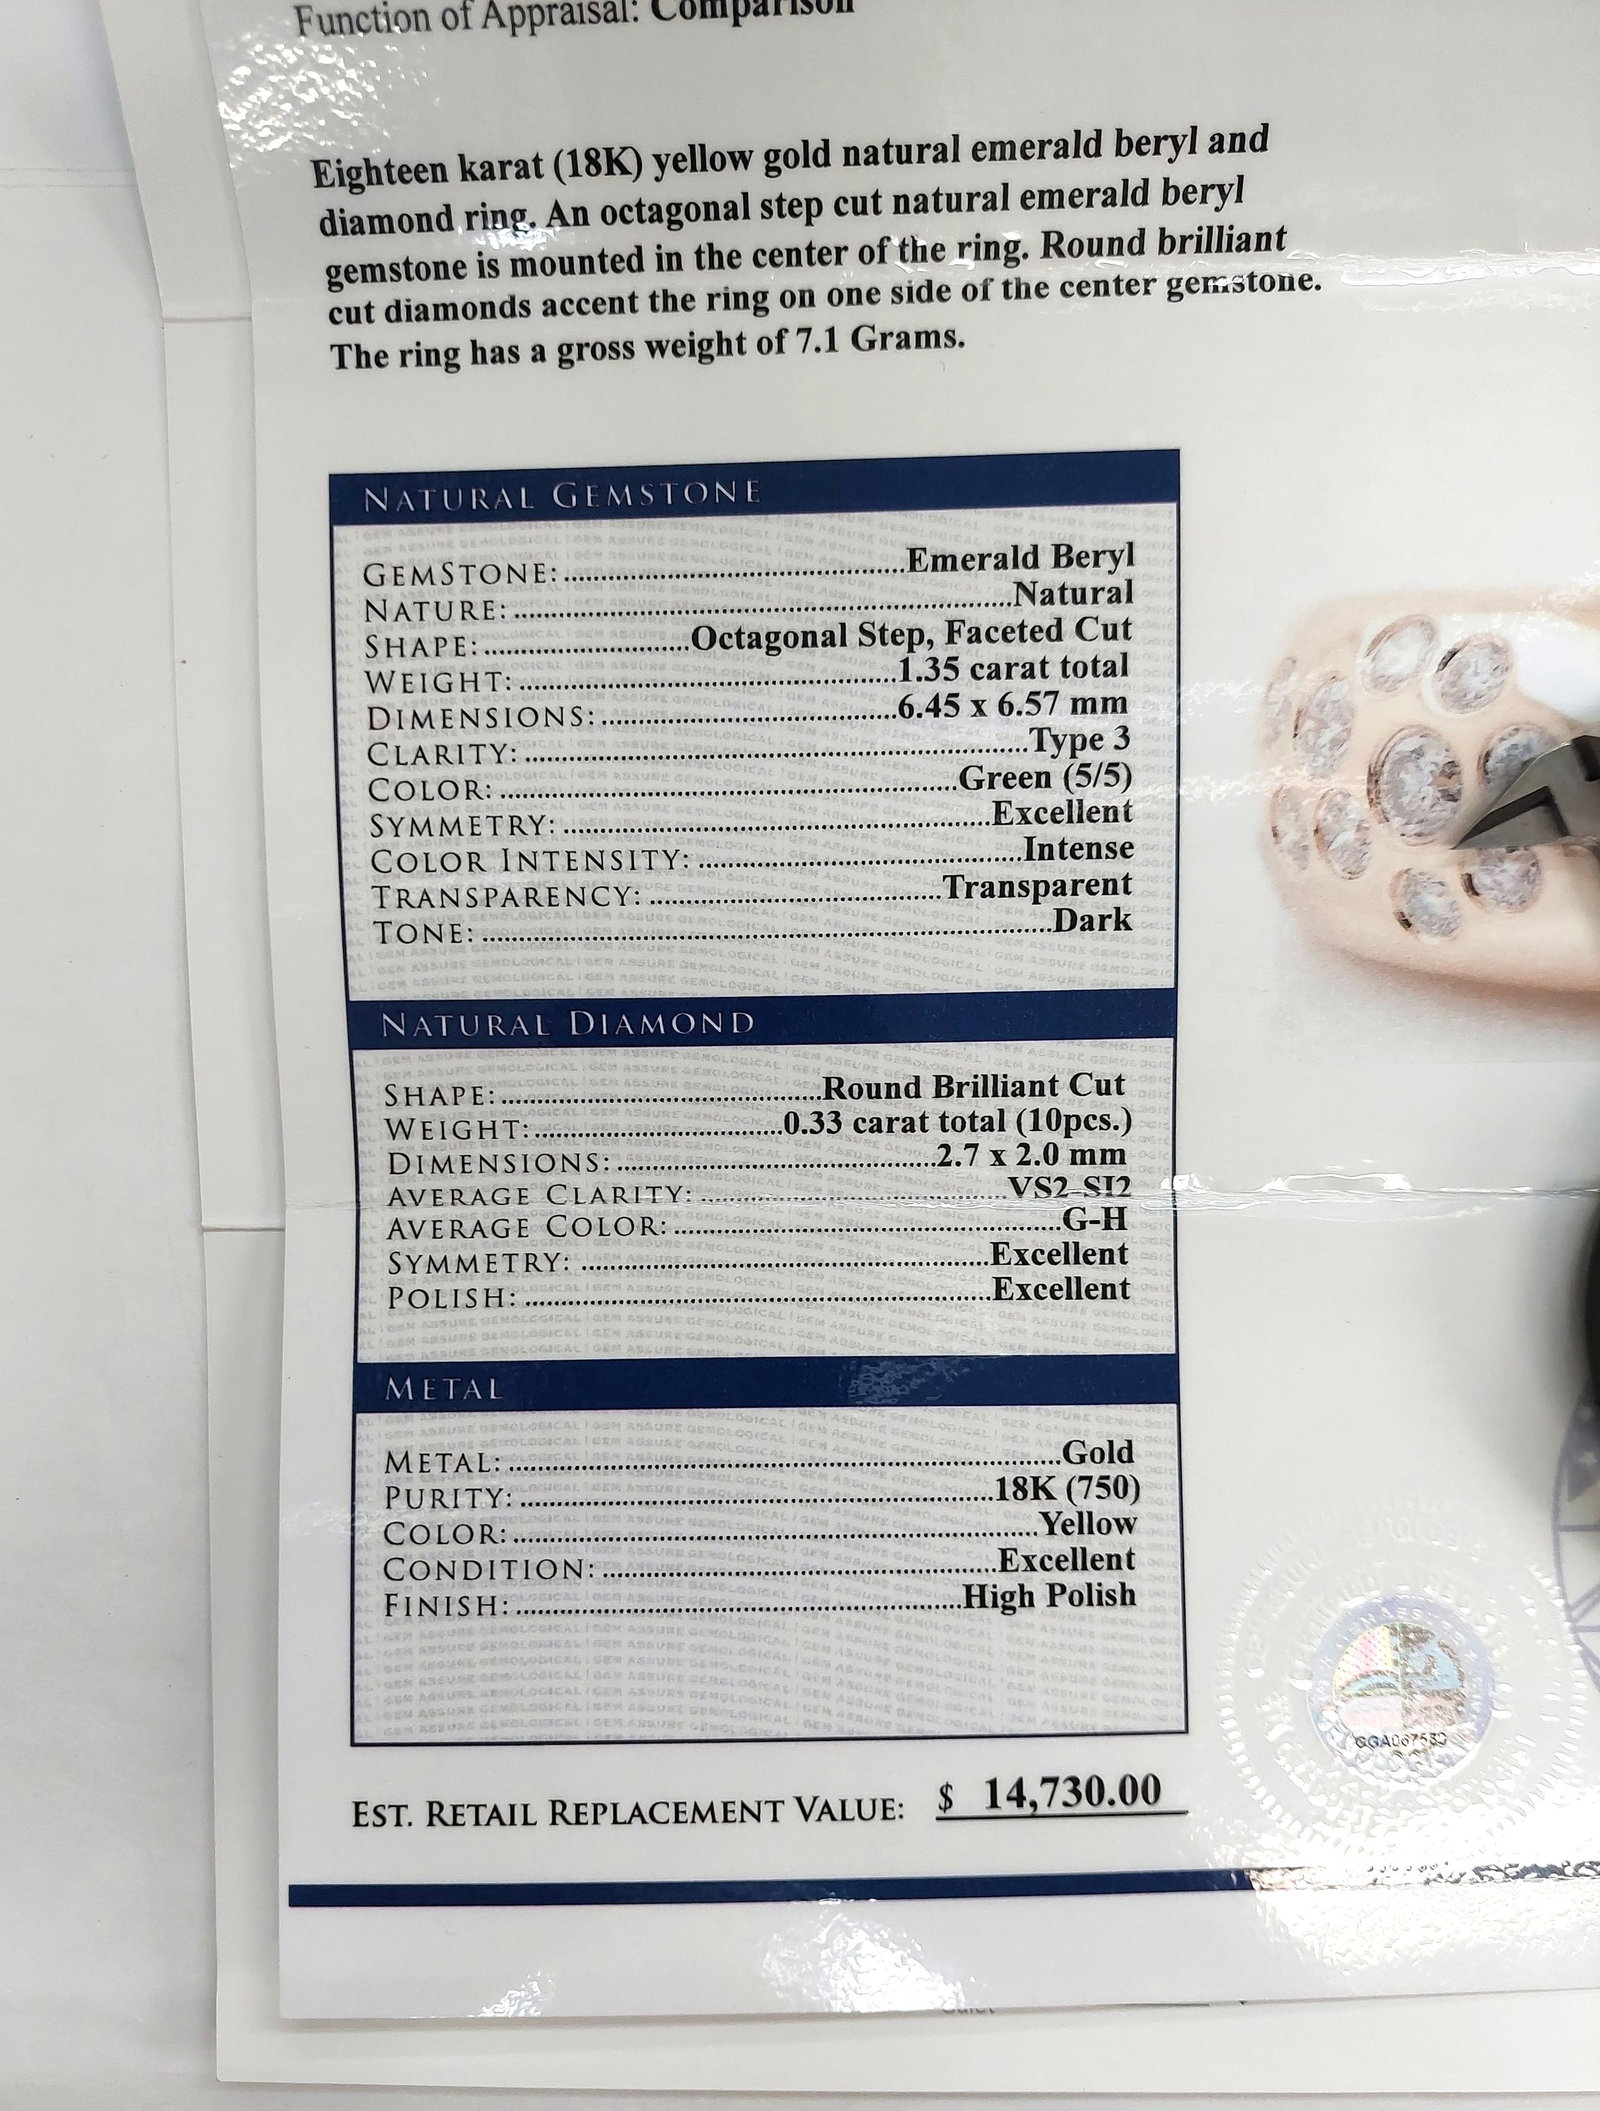 Function of Appraisal: Comparison
Eighteen karat (18K) yellow gold natural emerald beryl and
diamond ring. An octagonal step cut natural emerald beryl
gemstone is mounted in the center of the ring. Round brilliant
cut diamonds accent the ring on one side of the center gemstone.
The ring has a gross weight of 7.1 Grams.
NATURAL GEMSTONE
GEMSTONE: Emerald Beryl
NATURE: Natural
SHAPE: Octagonal Step, Faceted Cut
WEIGHT: 1.35 carat total
DIMENSIONS: 6.45 x 6.57 mm
CLARITY: Type 3
COLOR: Green (5/5)
SYMMETRY: Excellent
COLOR INTENSITY: Intense
TRANSPARENCY: Transparent
TONE: Dark
NATURAL DIAMOND
SHAPE: Round Brilliant Cut
WEIGHT: 0.33 carat total (10pcs.)
DIMENSIONS: 2.7 x 2.0 mm
AVERAGE CLARITY: VS2-SI2
AVERAGE COLOR: G-H
SYMMETRY: Excellent
POLISH: Excellent
METAL
METAL: Gold
PURITY: 18K (750)
COLOR: Yellow
CONDITION: Excellent
FINISH: High Polish
EST. RETAIL REPLACEMENT VALUE: $ 14,730.00